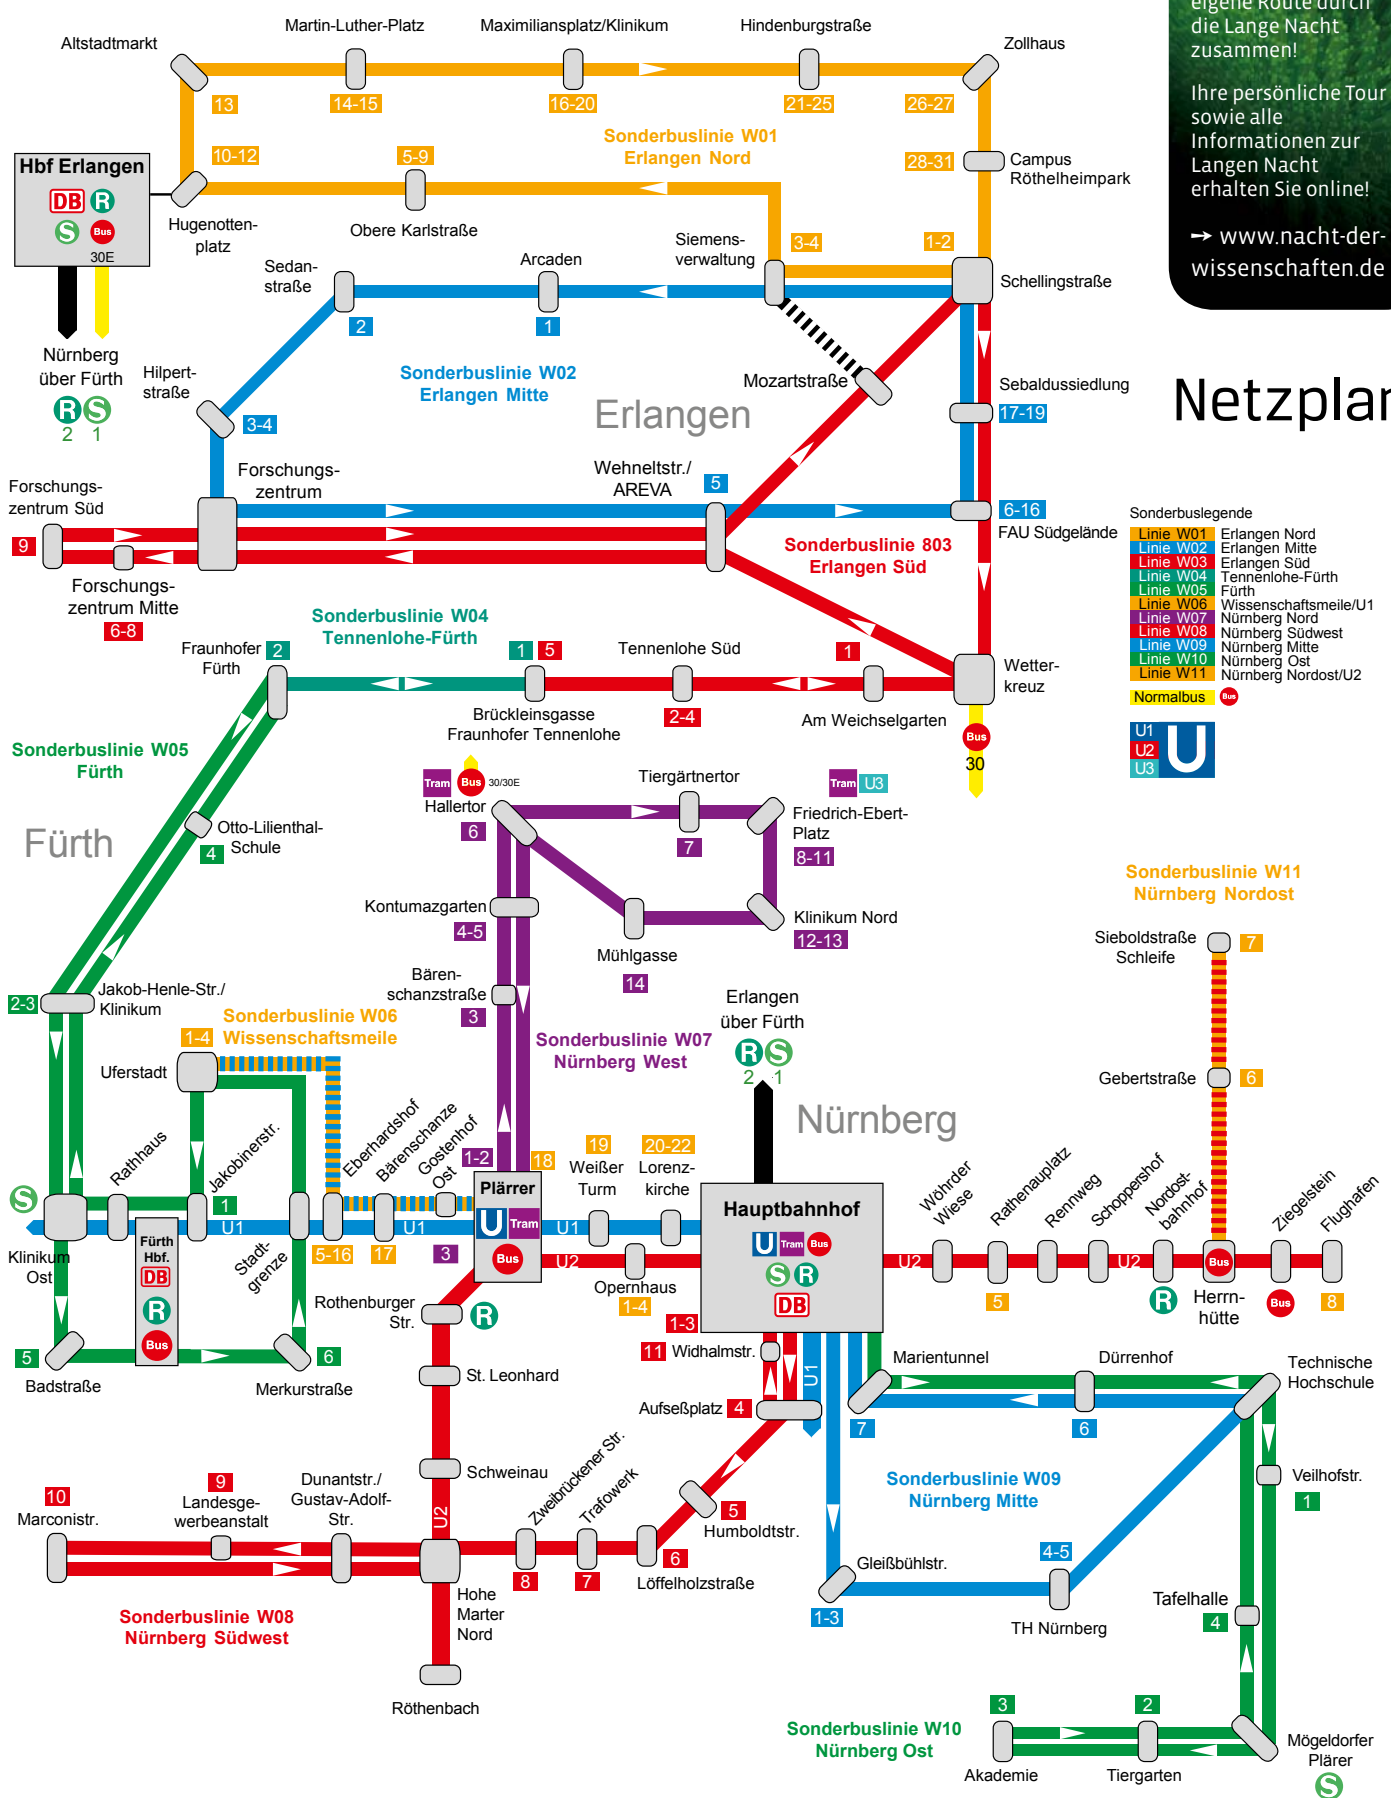 eigene Route durch
die Lange Nacht
zusammen!
Ihre persönliche Tour
sowie alle
Informationen zur
Langen Nacht
erhalten Sie online!
→ www.nacht-der-
wissenschaften.de
Netzplan
Altstadtmarkt
13
Martin-Luther-Platz
14-15
Maximiliansplatz/Klinikum
16-20
Hindenburgstraße
21-25
Zollhaus
26-27
Sonderbuslinie W01
Erlangen Nord
10-12
5-9
28-31
Campus
Röthelheimpark
Hbf Erlangen
DB R
S Bus
30E
Hugenotten-
platz
Obere Karlstraße
Siemens-
verwaltung
3-4
1-2
Schellingstraße
Nürnberg
über Fürth
R S
2 1
Sedan-
straße
2
Arcaden
1
Hilpert-
straße
3-4
Sonderbuslinie W02
Erlangen Mitte
Erlangen
Mozartstraße
Sebaldussiedlung
17-19
Forschungs-
zentrum Süd
9
Forschungs-
zentrum
Wehneltstr./
AREVA
5
6-16
FAU Südgelände
Forschungs-
zentrum Mitte
6-8
Sonderbuslinie 803
Erlangen Süd
Sonderbuslegende
Linie W01 Erlangen Nord
Linie W02 Erlangen Mitte
Linie W03 Erlangen Süd
Linie W04 Tennenlohe-Fürth
Linie W05 Fürth
Linie W06 Wissenschaftsmeile/U1
Linie W07 Nürnberg Nord
Linie W08 Nürnberg Südwest
Linie W09 Nürnberg Mitte
Linie W10 Nürnberg Ost
Linie W11 Nürnberg Nordost/U2
Normalbus Bus
U1
U2
U3
U
Sonderbuslinie W04
Tennenlohe-Fürth
Fraunhofer
Fürth
2
1 5
Brückleinsgasse
Fraunhofer Tennenlohe
Tennenlohe Süd
2-4
1
Am Weichselgarten
Wetter-
kreuz
Bus
30
Sonderbuslinie W05
Fürth
Fürth
Otto-Lilienthal-
Schule
4
Tram Bus 30/30E
Hallertor
6
Tiergärtnertor
7
Tram U3
Friedrich-Ebert-
Platz
8-11
Kontumazgarten
4-5
Mühlgasse
14
Klinikum Nord
12-13
Bären-
schanzstraße
3
Sonderbuslinie W07
Nürnberg West
Sonderbuslinie W11
Nürnberg Nordost
Sieboldstraße
Schleife
7
Gebertstraße
6
2-3
Jakob-Henle-Str./
Klinikum
Sonderbuslinie W06
Wissenschaftsmeile
1-4
Uferstadt
Erlangen
über Fürth
R S
2 1
Nürnberg
S
Klinikum
Ost
Rathhaus
Jakobinerstr.
1
U1
Fürth
Hbf.
DB
R
Bus
Stadt-
grenze
Eberhardshof
5-16
Bärenschanze
17
U1
Gostenhof
Ost
3
1-2
18
Plärrer
U Tram
Bus
19
Weißer
Turm
20-22
Lorenz-
kirche
U1
U2
Opernhaus
1-4
Hauptbahnhof
U Tram Bus
S R
DB
U2
Wöhrder
Wiese
Rathenauplatz
5
Rennweg
Schoppershof
U2
Nordost-
bahnhof
R
Bus
Herrn-
hütte
Ziegelstein
Bus
Flughafen
8
5
Badstraße
Merkurstraße
6
Rothenburger
Str.
R
St. Leonhard
Schweinau
U2
1-3
11 Widhalmstr.
Aufseßplatz 4
U1
Marientunnel
7
Dürrenhof
6
Technische
Hochschule
Veilhofstr.
1
Sonderbuslinie W09
Nürnberg Mitte
10
Marconistr.
9
Landesge-
werbeanstalt
Dunantstr./
Gustav-Adolf-
Str.
Zweibrückener Str.
8
Trafowerk
7
Löffelholzstraße
6
Humboldtstr.
5
Gleißbühlstr.
1-3
4-5
TH Nürnberg
Tafelhalle
4
Sonderbuslinie W08
Nürnberg Südwest
Hohe
Marter
Nord
Röthenbach
Sonderbuslinie W10
Nürnberg Ost
3
Akademie
2
Tiergarten
Mögeldorfer
Plärer
S